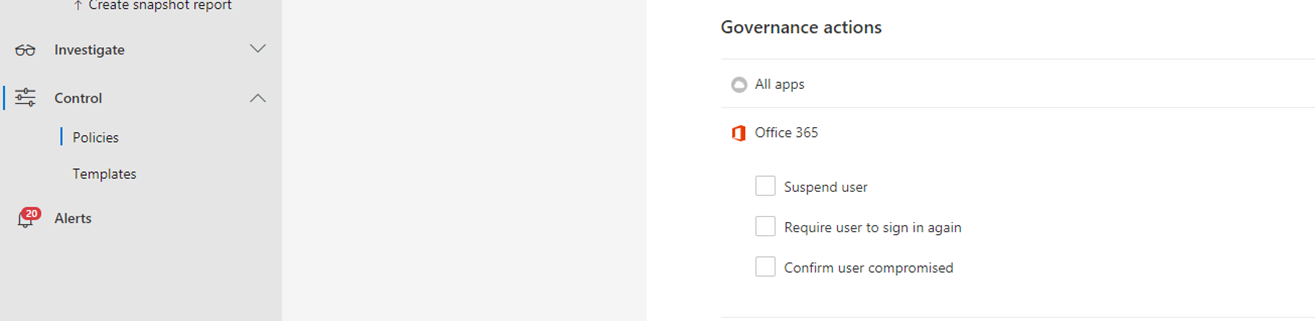 ↑ Create snapshot report
Investigate
Control
Policies
Templates
20
Alerts
Governance actions
All apps
Office 365
Suspend user
Require user to sign in again
Confirm user compromised